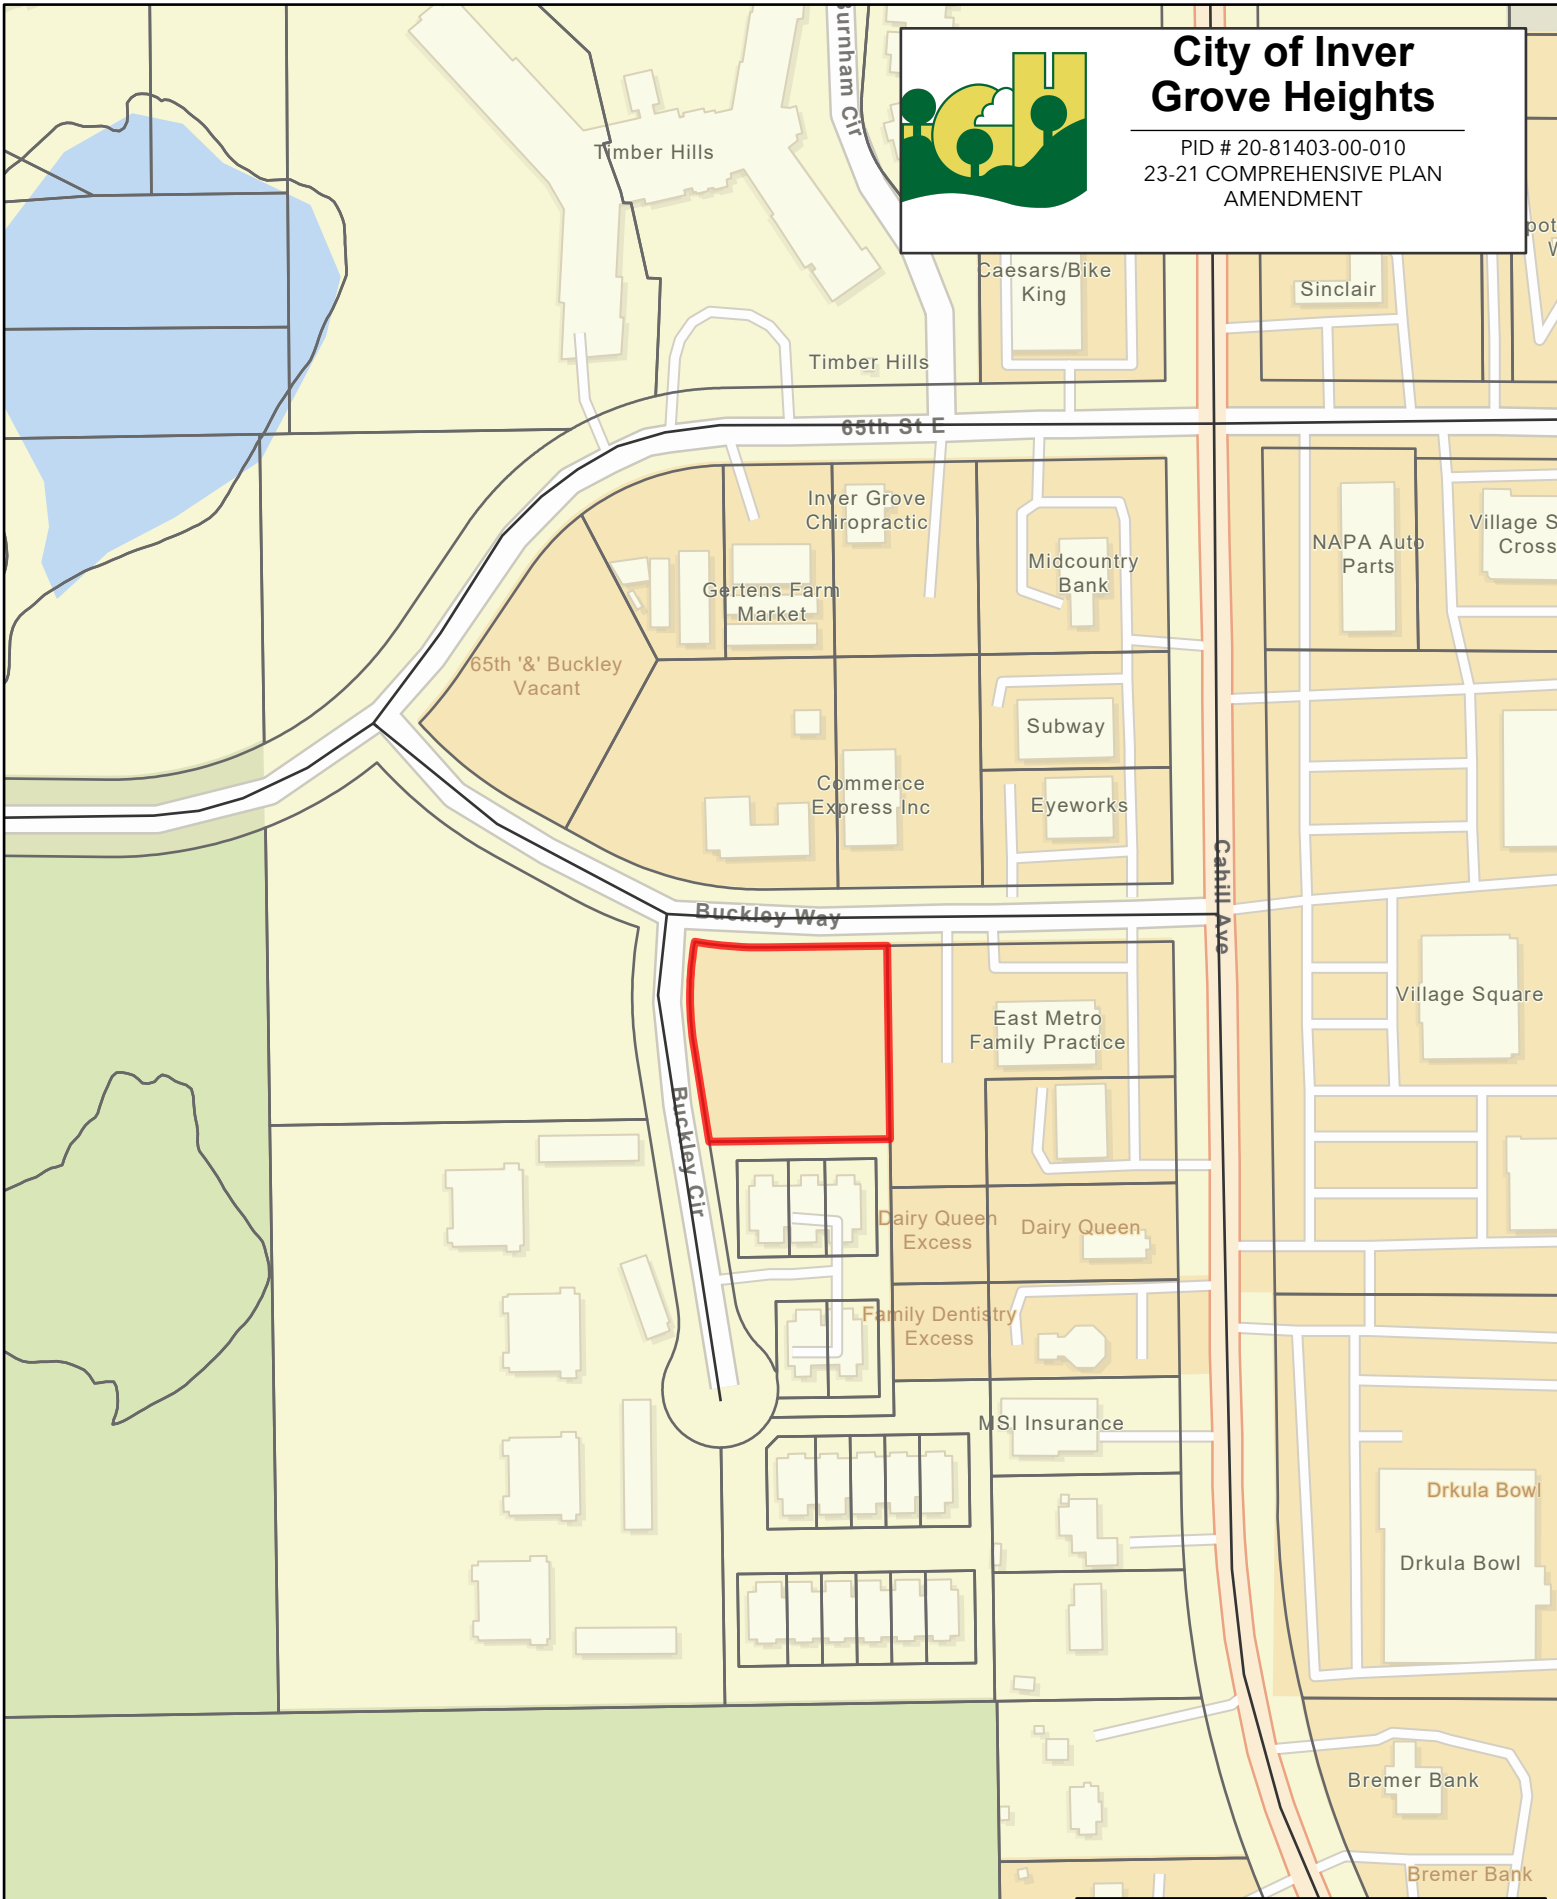 City of Inver
Grove Heights
PID # 20-81403-00-010
23-21 COMPREHENSIVE PLAN
AMENDMENT
Burnham Cir
Timber Hills
Caesars/Bike
King
Sinclair
Timber Hills
65th St E
Inver Grove
Chiropractic
Midcountry
Bank
NAPA Auto
Parts
Village S
Cross
Gertens Farm
Market
65th '&' Buckley
Vacant
Subway
Commerce
Express Inc
Eyeworks
Cahill Ave
Buckley Way
Village Square
East Metro
Family Practice
Buckley Cir
Dairy Queen
Excess
Dairy Queen
Family Dentistry
Excess
MSI Insurance
Drkula Bowl
Drkula Bowl
Bremer Bank
Bremer Bank